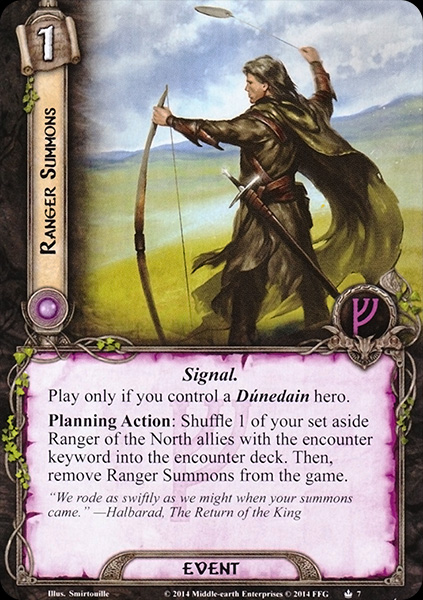 1
RANGER SUMMONS
Signal.
Play only if you control a Dúnedain hero.
Planning Action: Shuffle 1 of your set aside
Ranger of the North allies with the encounter
keyword into the encounter deck. Then,
remove Ranger Summons from the game.
“We rode as swiftly as we might when your summons
came.” —Halbarad, The Return of the King
EVENT
Illus. Smirtouille © 2014 Middle-earth Enterprises © 2014 FFG 7